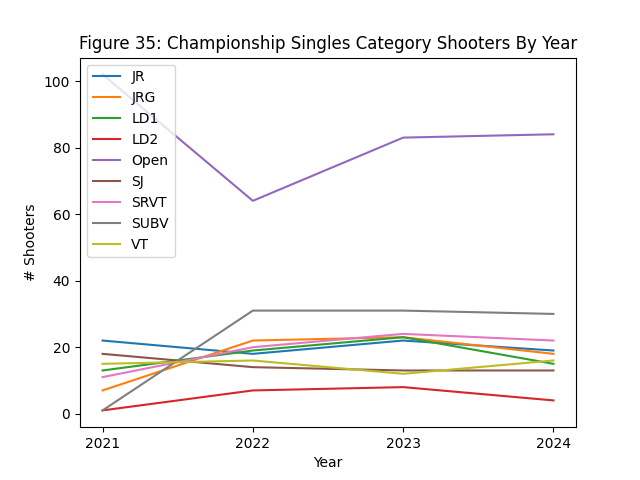 Figure 35: Championship Singles Category Shooters By Year
# Shooters
100
80
60
40
20
0
JR
JRG
LD1
LD2
Open
SJ
SRVT
SUBV
VT
2021
2022
2023
2024
Year